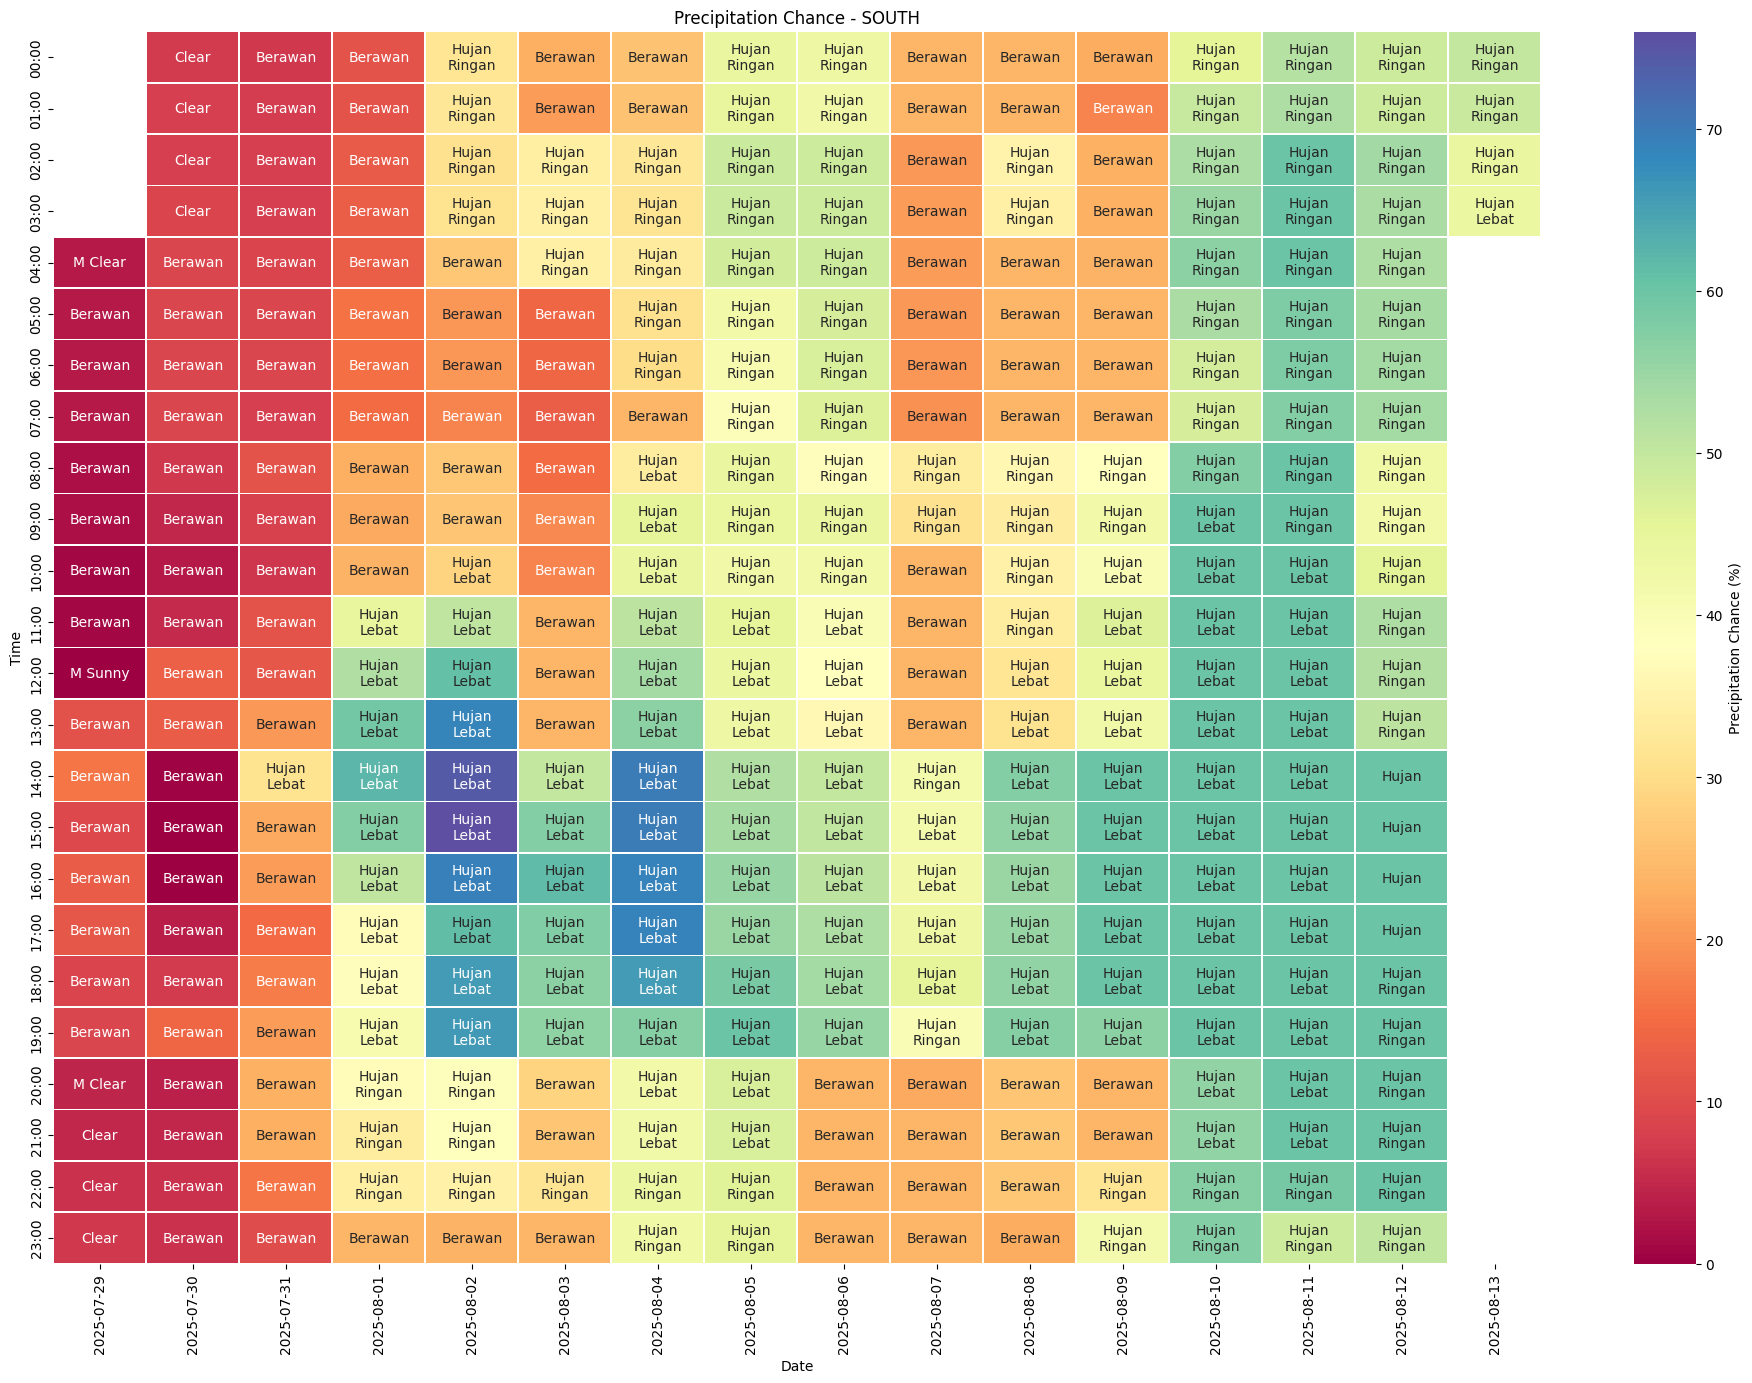 Precipitation Chance - SOUTH
00:00 Clear Berawan Berawan Hujan Ringan Berawan Berawan Hujan Ringan Hujan Ringan Berawan Berawan Berawan Hujan Ringan Hujan Ringan Hujan Ringan Hujan Ringan
01:00 Clear Berawan Berawan Hujan Ringan Berawan Berawan Hujan Ringan Hujan Ringan Berawan Berawan Berawan Hujan Ringan Hujan Ringan Hujan Ringan Hujan Ringan
02:00 Clear Berawan Berawan Hujan Ringan Hujan Ringan Hujan Ringan Hujan Ringan Hujan Ringan Berawan Hujan Ringan Berawan Hujan Ringan Hujan Ringan Hujan Ringan Hujan Ringan
03:00 Clear Berawan Berawan Hujan Ringan Hujan Ringan Hujan Ringan Hujan Ringan Hujan Ringan Berawan Hujan Ringan Berawan Hujan Ringan Hujan Ringan Hujan Ringan Hujan Lebat
04:00 M Clear Berawan Berawan Berawan Berawan Hujan Ringan Hujan Ringan Hujan Ringan Hujan Ringan Berawan Berawan Berawan Hujan Ringan Hujan Ringan Hujan Ringan
05:00 Berawan Berawan Berawan Berawan Berawan Berawan Hujan Ringan Hujan Ringan Hujan Ringan Berawan Berawan Berawan Hujan Ringan Hujan Ringan Hujan Ringan
06:00 Berawan Berawan Berawan Berawan Berawan Berawan Hujan Ringan Hujan Ringan Hujan Ringan Berawan Berawan Berawan Hujan Ringan Hujan Ringan Hujan Ringan
07:00 Berawan Berawan Berawan Berawan Berawan Berawan Berawan Hujan Ringan Hujan Ringan Berawan Berawan Berawan Hujan Ringan Hujan Ringan Hujan Ringan
08:00 Berawan Berawan Berawan Berawan Berawan Berawan Hujan Lebat Hujan Ringan Hujan Ringan Hujan Ringan Hujan Ringan Hujan Ringan Hujan Ringan Hujan Ringan Hujan Ringan
09:00 Berawan Berawan Berawan Berawan Berawan Berawan Hujan Lebat Hujan Ringan Hujan Ringan Hujan Ringan Hujan Ringan Hujan Ringan Hujan Lebat Hujan Ringan Hujan Ringan
10:00 Berawan Berawan Berawan Berawan Hujan Lebat Berawan Hujan Lebat Hujan Ringan Hujan Ringan Berawan Hujan Ringan Hujan Lebat Hujan Lebat Hujan Lebat Hujan Ringan
11:00 Berawan Berawan Berawan Hujan Lebat Hujan Lebat Berawan Hujan Lebat Hujan Lebat Hujan Lebat Berawan Hujan Ringan Hujan Lebat Hujan Lebat Hujan Lebat Hujan Ringan
12:00 M Sunny Berawan Berawan Hujan Lebat Hujan Lebat Berawan Hujan Lebat Hujan Lebat Hujan Lebat Berawan Hujan Lebat Hujan Lebat Hujan Lebat Hujan Lebat Hujan Ringan
13:00 Berawan Berawan Berawan Hujan Lebat Hujan Lebat Berawan Hujan Lebat Hujan Lebat Hujan Lebat Berawan Hujan Lebat Hujan Lebat Hujan Lebat Hujan Lebat Hujan Ringan
14:00 Berawan Berawan Hujan Lebat Hujan Lebat Hujan Lebat Hujan Lebat Hujan Lebat Hujan Lebat Hujan Lebat Hujan Ringan Hujan Lebat Hujan Lebat Hujan Lebat Hujan Lebat Hujan
15:00 Berawan Berawan Berawan Hujan Lebat Hujan Lebat Hujan Lebat Hujan Lebat Hujan Lebat Hujan Lebat Hujan Lebat Hujan Lebat Hujan Lebat Hujan Lebat Hujan Lebat Hujan
16:00 Berawan Berawan Berawan Hujan Lebat Hujan Lebat Hujan Lebat Hujan Lebat Hujan Lebat Hujan Lebat Hujan Lebat Hujan Lebat Hujan Lebat Hujan Lebat Hujan Lebat Hujan
17:00 Berawan Berawan Berawan Hujan Lebat Hujan Lebat Hujan Lebat Hujan Lebat Hujan Lebat Hujan Lebat Hujan Lebat Hujan Lebat Hujan Lebat Hujan Lebat Hujan Lebat Hujan
18:00 Berawan Berawan Berawan Hujan Lebat Hujan Lebat Hujan Lebat Hujan Lebat Hujan Lebat Hujan Lebat Hujan Lebat Hujan Lebat Hujan Lebat Hujan Lebat Hujan Lebat Hujan Ringan
19:00 Berawan Berawan Berawan Hujan Lebat Hujan Lebat Hujan Lebat Hujan Lebat Hujan Lebat Hujan Lebat Hujan Ringan Hujan Lebat Hujan Lebat Hujan Lebat Hujan Lebat Hujan Ringan
20:00 M Clear Berawan Berawan Hujan Ringan Hujan Ringan Berawan Hujan Lebat Hujan Lebat Berawan Berawan Berawan Berawan Hujan Lebat Hujan Lebat Hujan Ringan
21:00 Clear Berawan Berawan Hujan Ringan Hujan Ringan Berawan Hujan Lebat Hujan Lebat Berawan Berawan Berawan Berawan Hujan Lebat Hujan Lebat Hujan Ringan
22:00 Clear Berawan Berawan Hujan Ringan Hujan Ringan Hujan Ringan Hujan Ringan Hujan Ringan Berawan Berawan Berawan Hujan Ringan Hujan Ringan Hujan Ringan Hujan Ringan
23:00 Clear Berawan Berawan Berawan Berawan Berawan Hujan Ringan Hujan Ringan Berawan Berawan Berawan Hujan Ringan Hujan Ringan Hujan Ringan Hujan Ringan
Time
2025-07-29 2025-07-30 2025-07-31 2025-08-01 2025-08-02 2025-08-03 2025-08-04 2025-08-05 2025-08-06 2025-08-07 2025-08-08 2025-08-09 2025-08-10 2025-08-11 2025-08-12 2025-08-13
Date
70
60
50
40
30
20
10
0
Precipitation Chance (%)